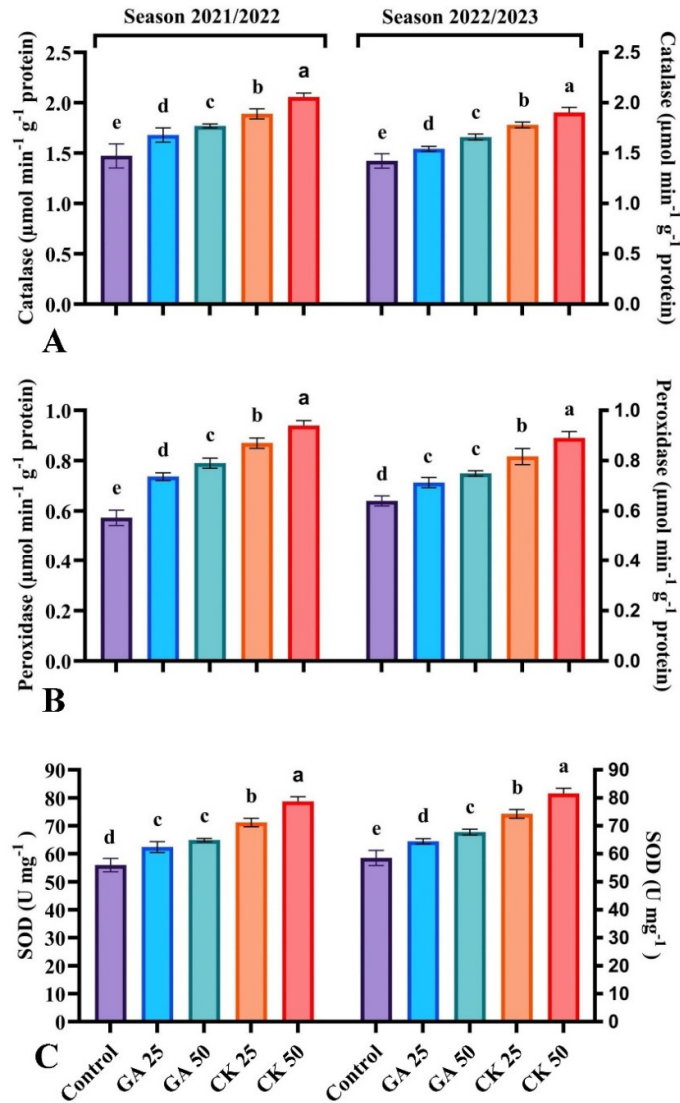 Season 2021/2022 Season 2022/2023
Catalase (μmol min⁻¹ g⁻¹ protein)
2.5
2.0
1.5
1.0
0.5
0.0
e d c b a
e d c b a
2.5
2.0
1.5
1.0
0.5
0.0
Catalase (μmol min⁻¹ g⁻¹ protein)
A
Peroxidase (μmol min⁻¹ g⁻¹ protein)
1.0
0.8
0.6
0.4
0.2
0.0
e d c b a
d c c b a
1.0
0.8
0.6
0.4
0.2
0.0
Peroxidase (μmol min⁻¹ g⁻¹ protein)
B
SOD (U mg⁻¹)
90
80
70
60
50
40
30
20
10
0
d c c b a
e d c b a
90
80
70
60
50
40
30
20
10
0
SOD (U mg⁻¹)
C
Control GA 25 GA 50 CK 25 CK 50 Control GA 25 GA 50 CK 25 CK 50